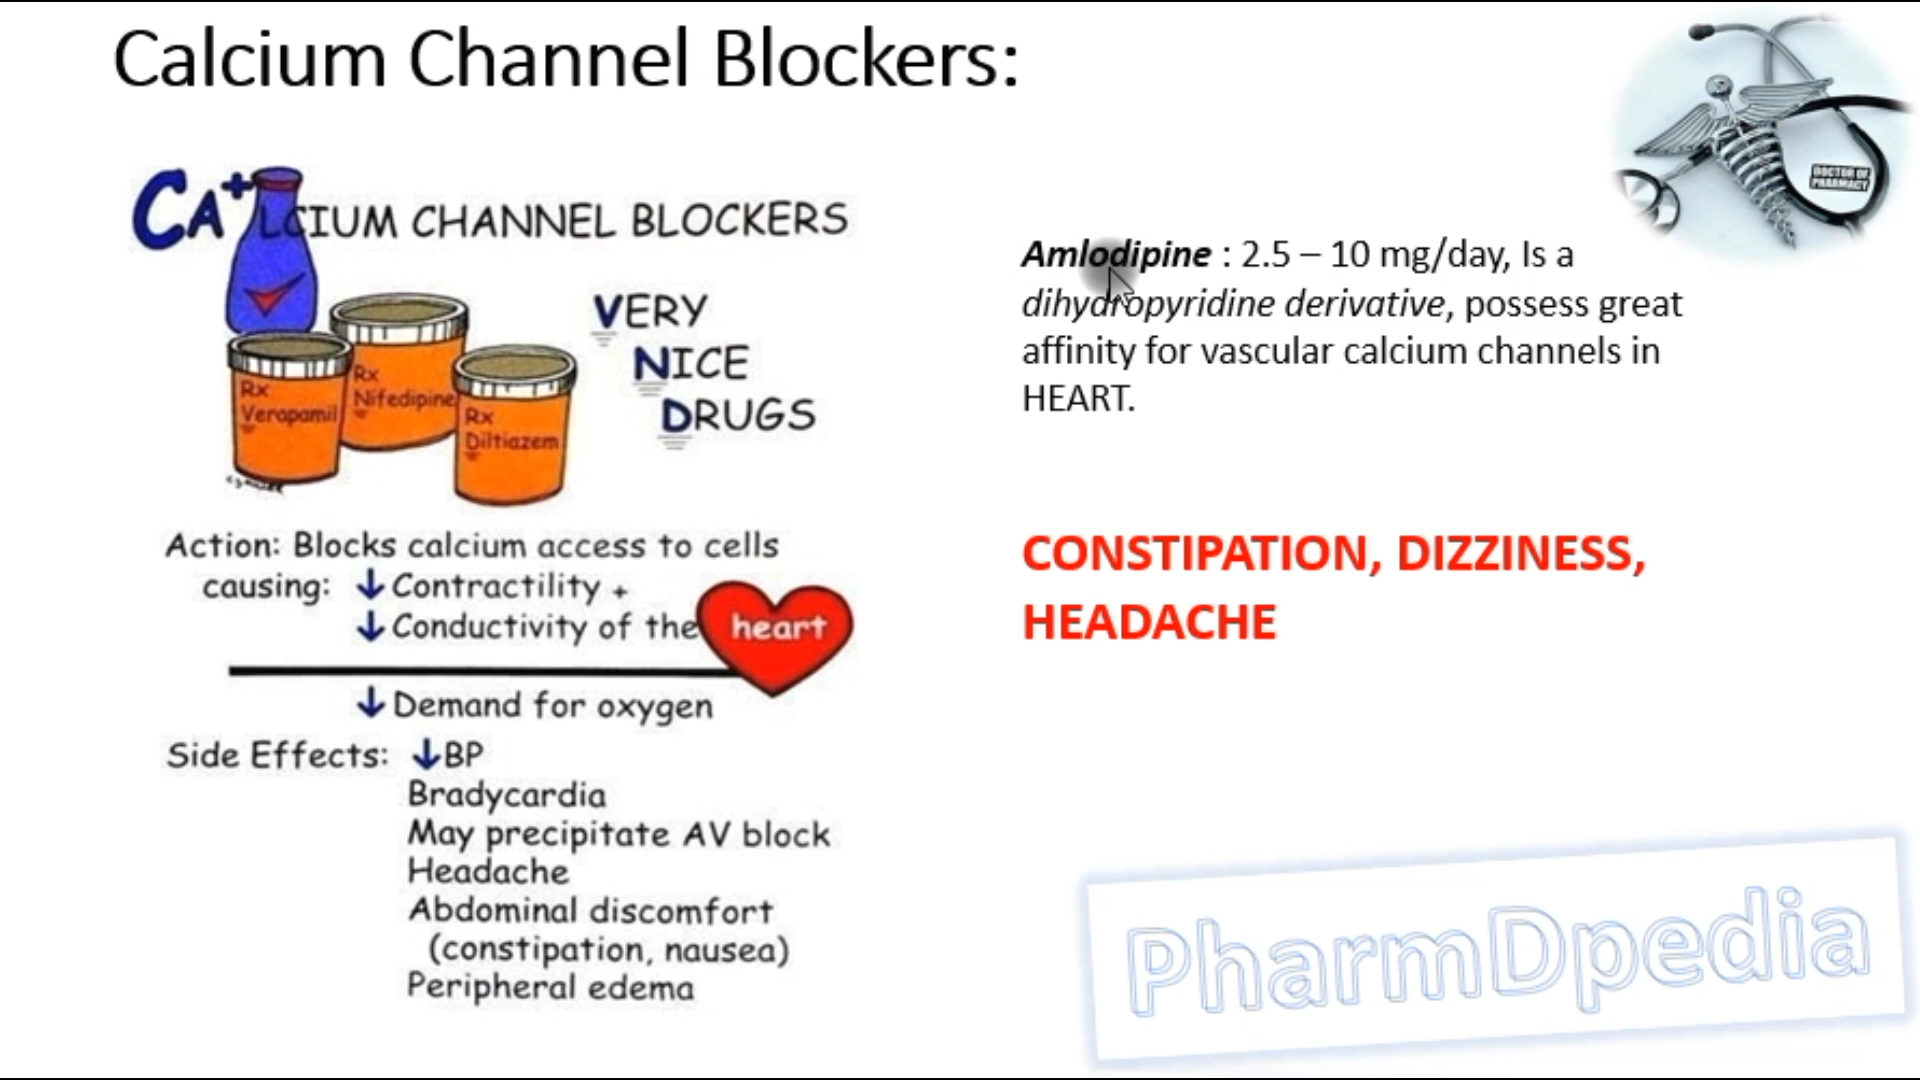 Calcium Channel Blockers:
CA+LCIUM CHANNEL BLOCKERS
VERY
NICE
DRUGS
Rx
Verapamil
Rx
Nifedipine
Rx
Diltiazem
Action: Blocks calcium access to cells
causing: ↓ Contractility +
↓ Conductivity of the heart
↓ Demand for oxygen
Side Effects: ↓BP
Bradycardia
May precipitate AV block
Headache
Abdominal discomfort
(constipation, nausea)
Peripheral edema
DOCTOR OF
PHARMACY
Amlodipine : 2.5 – 10 mg/day, Is a
dihydropyridine derivative, possess great
affinity for vascular calcium channels in
HEART.
CONSTIPATION, DIZZINESS,
HEADACHE
PharmDpedia